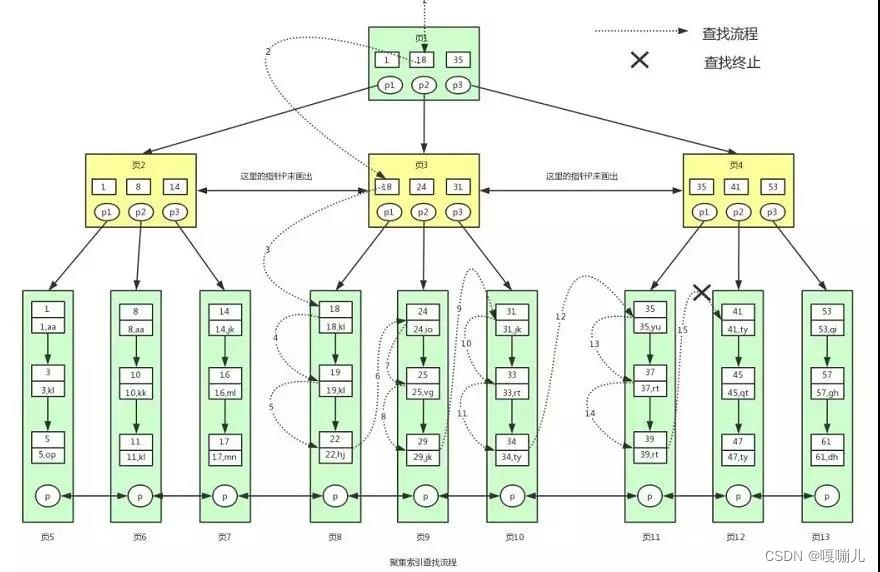 1
页1
1 18 35
p1 p2 p3
查找流程
查找终止
2
页2
1 8 14
p1 p2 p3
这里的指针P未画出
页3
18 24 31
p1 p2 p3
这里的指针P未画出
页4
35 41 53
p1 p2 p3
3
1
1,aa
3
3,kl
5
5,op
p
页5
8
8,aa
10
10,kk
11
11,kl
p
页6
14
14,jk
16
16,ml
17
17,mn
p
页7
18
18,kl
4
19
19,kl
5
22
22,hj
p
页8
6
24
24,io
7
25
25,vg
8
29
29,jk
p
页9
9
31
31,jk
10
33
33,rt
11
34
34,ty
p
页10
12
35
35,yu
13
37
37,rt
14
39
39,rt
p
页11
15
41
41,ty
45
45,qt
47
47,ty
p
页12
53
53,qi
57
57,gh
61
61,dh
p
页13
聚集索引查找流程
CSDN @嘎嘣儿